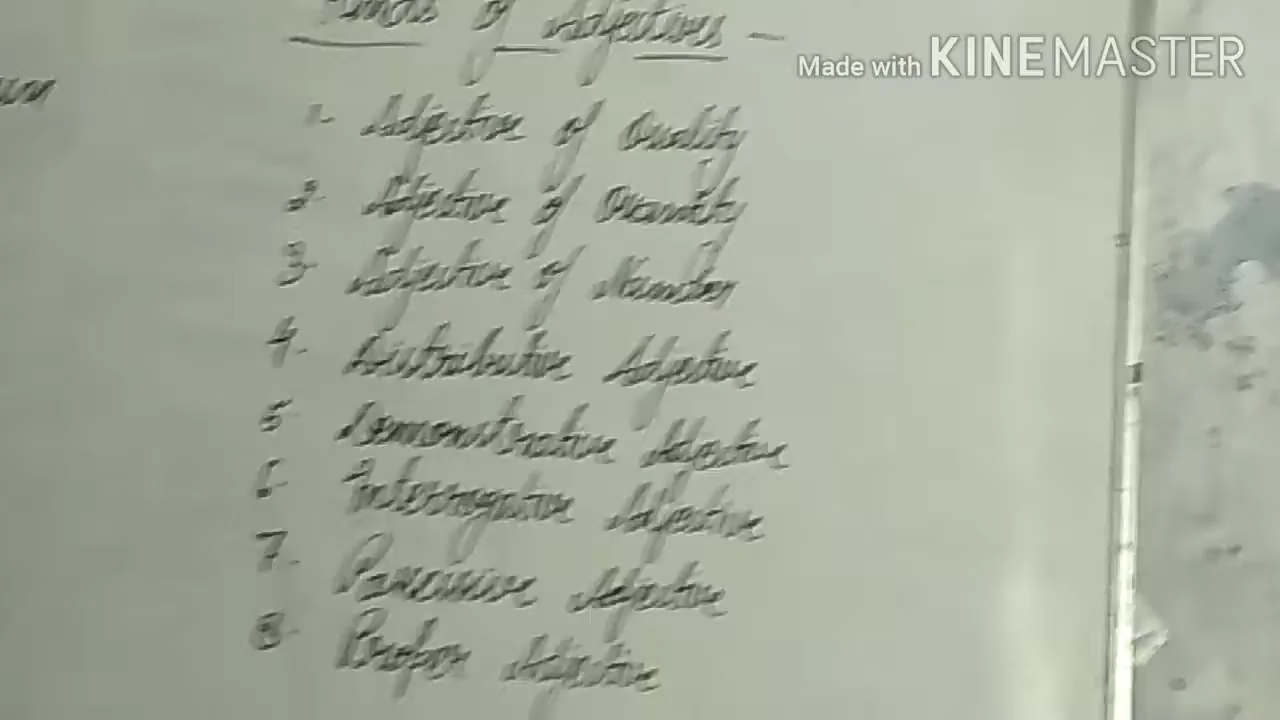 Kinds of Adjectives -
Made with KINEMASTER
1- Adjective of Quality
2- Adjective of Quantity
3- Adjective of Number
4- Distributive Adjective
5- Demonstrative Adjective
6- Interrogative Adjective
7- Possessive Adjective
8- Proper Adjective